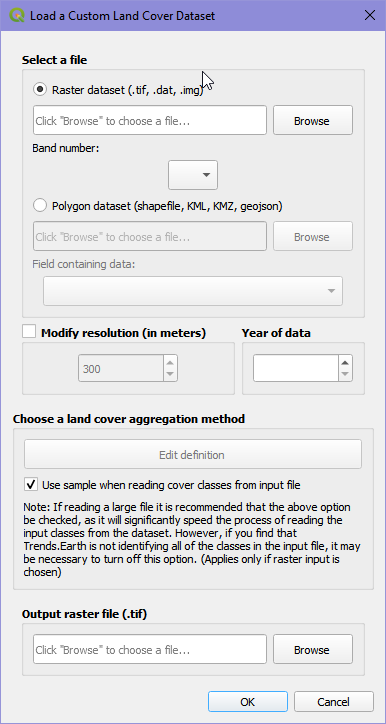 Load a Custom Land Cover Dataset
Select a file
Raster dataset (.tif, .dat, .img)
Click "Browse" to choose a file...
Browse
Band number:
Polygon dataset (shapefile, KML, KMZ, geojson)
Click "Browse" to choose a file...
Browse
Field containing data:
Modify resolution (in meters)
Year of data
300
Choose a land cover aggregation method
Edit definition
Use sample when reading cover classes from input file
Note: If reading a large file it is recommended that the above option
be checked, as it will significantly speed the process of reading the
input classes from the dataset. However, if you find that
Trends.Earth is not identifying all of the classes in the input file, it may
be necessary to turn off this option. (Applies only if raster input is
chosen)
Output raster file (.tif)
Click "Browse" to choose a file...
Browse
OK
Cancel